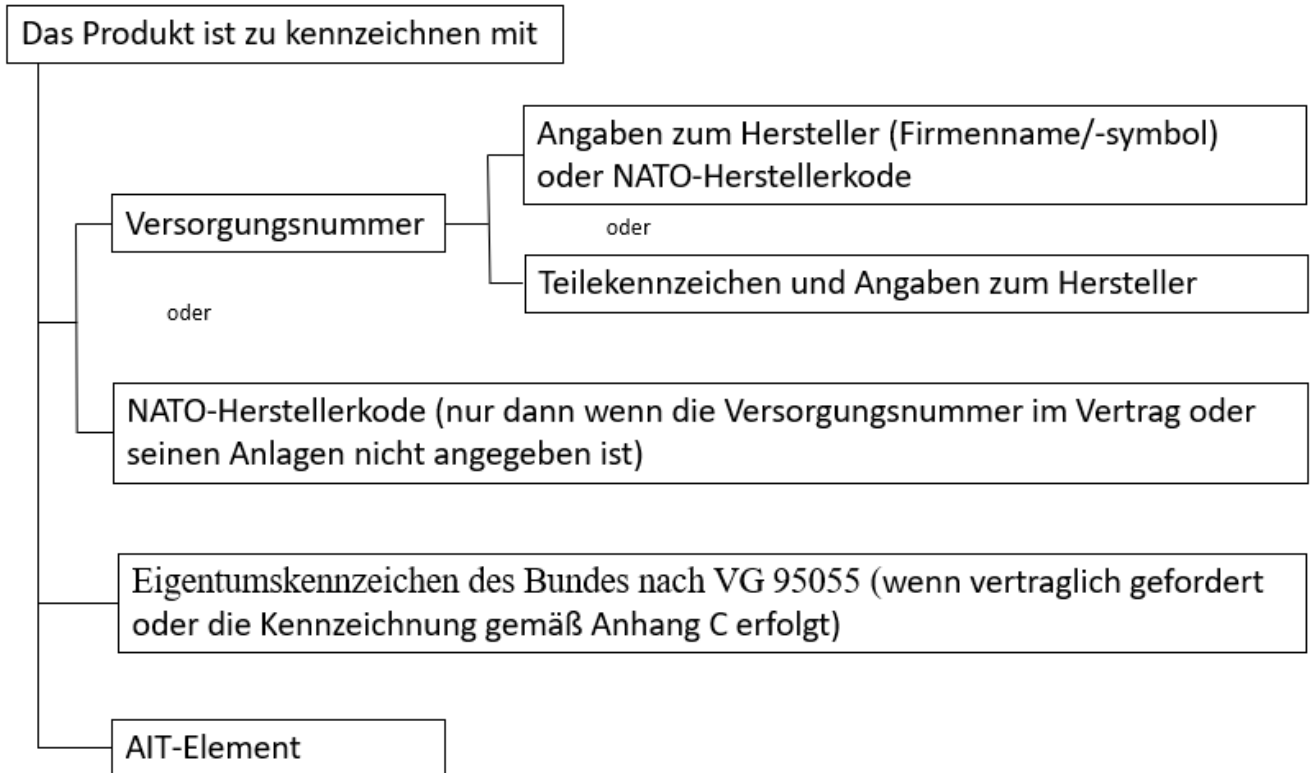 Das Produkt ist zu kennzeichnen mit
Angaben zum Hersteller (Firmenname/-symbol)
oder NATO-Herstellerkode
Versorgungsnummer
oder
Teilekennzeichen und Angaben zum Hersteller
oder
NATO-Herstellerkode (nur dann wenn die Versorgungsnummer im Vertrag oder
seinen Anlagen nicht angegeben ist)
Eigentumskennzeichen des Bundes nach VG 95055 (wenn vertraglich gefordert
oder die Kennzeichnung gemäß Anhang C erfolgt)
AIT-Element